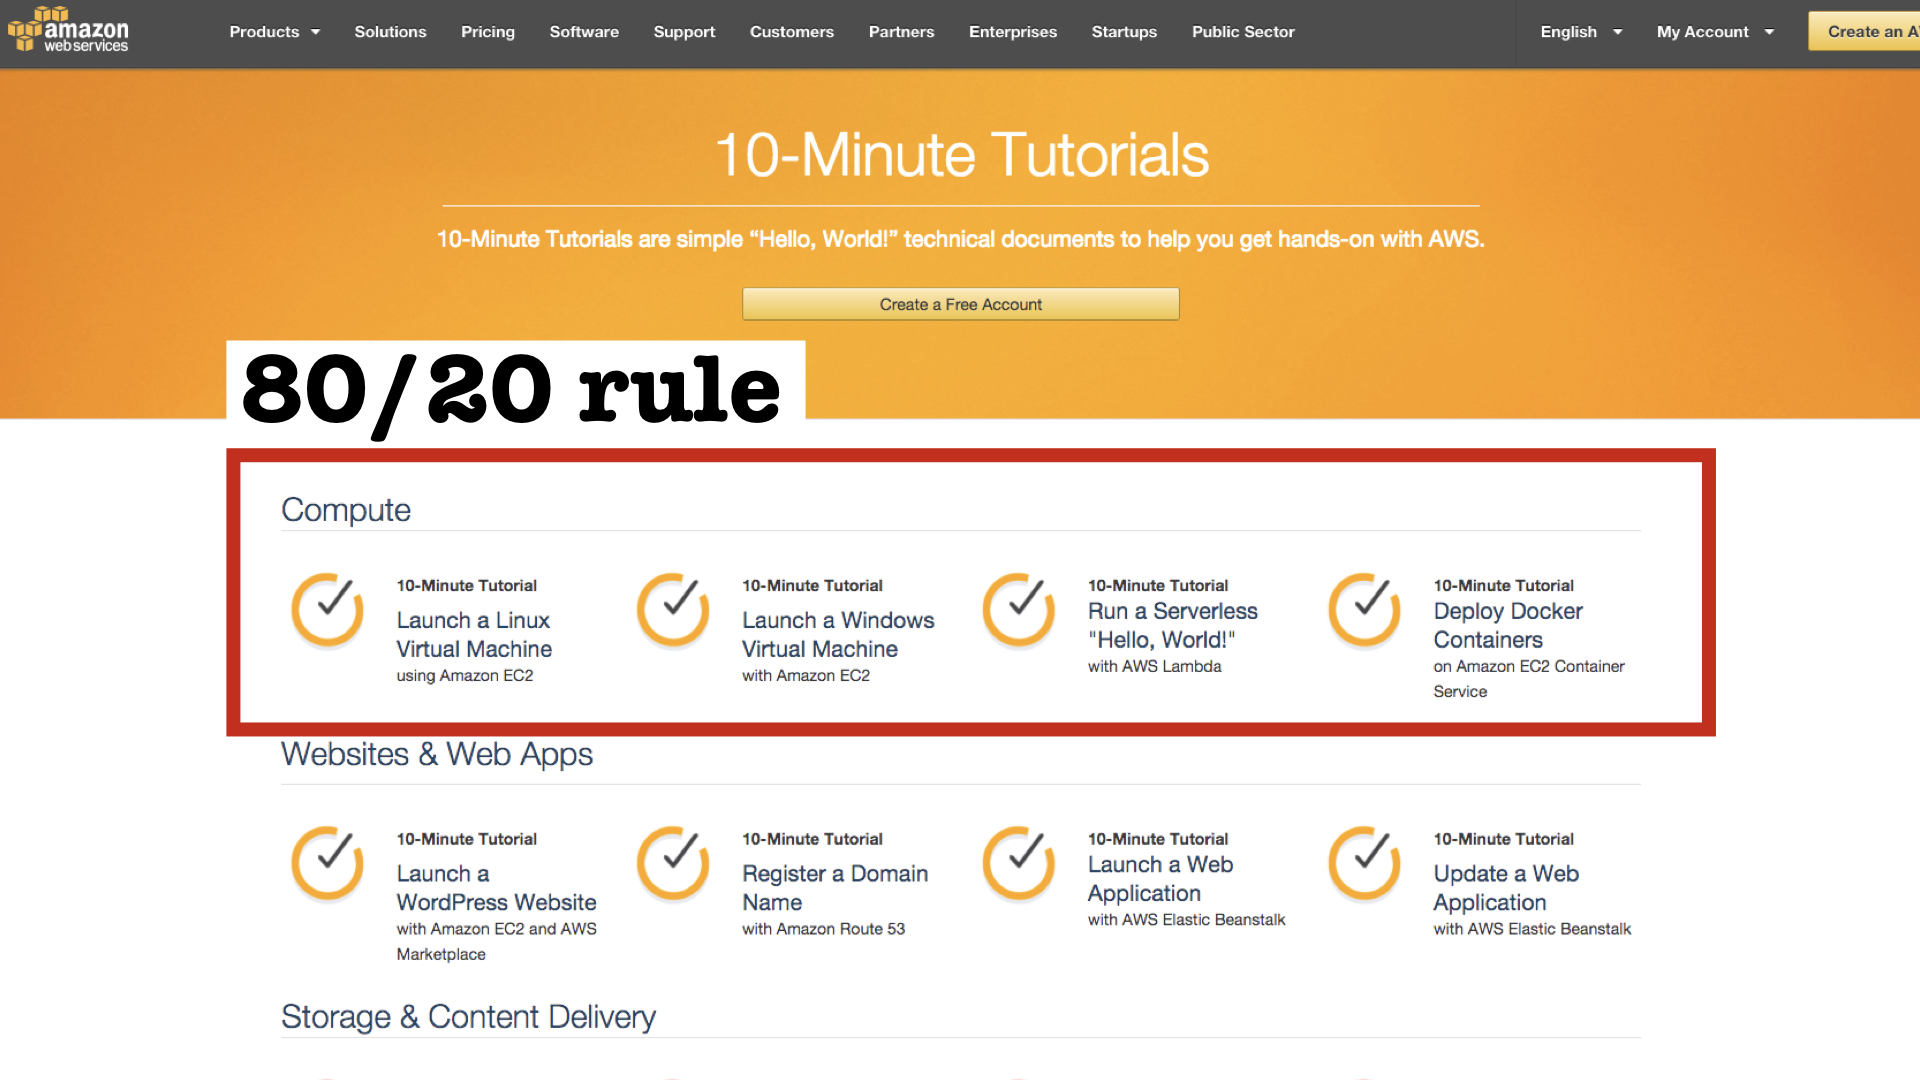 amazon
web services
Products
Solutions
Pricing
Software
Support
Customers
Partners
Enterprises
Startups
Public Sector
English
My Account
Create an A
10-Minute Tutorials
10-Minute Tutorials are simple “Hello, World!” technical documents to help you get hands-on with AWS.
Create a Free Account
80/20 rule
Compute
10-Minute Tutorial
Launch a Linux
Virtual Machine
using Amazon EC2
10-Minute Tutorial
Launch a Windows
Virtual Machine
with Amazon EC2
10-Minute Tutorial
Run a Serverless
"Hello, World!"
with AWS Lambda
10-Minute Tutorial
Deploy Docker
Containers
on Amazon EC2 Container
Service
Websites & Web Apps
10-Minute Tutorial
Launch a
WordPress Website
with Amazon EC2 and AWS
Marketplace
10-Minute Tutorial
Register a Domain
Name
with Amazon Route 53
10-Minute Tutorial
Launch a Web
Application
with AWS Elastic Beanstalk
10-Minute Tutorial
Update a Web
Application
with AWS Elastic Beanstalk
Storage & Content Delivery